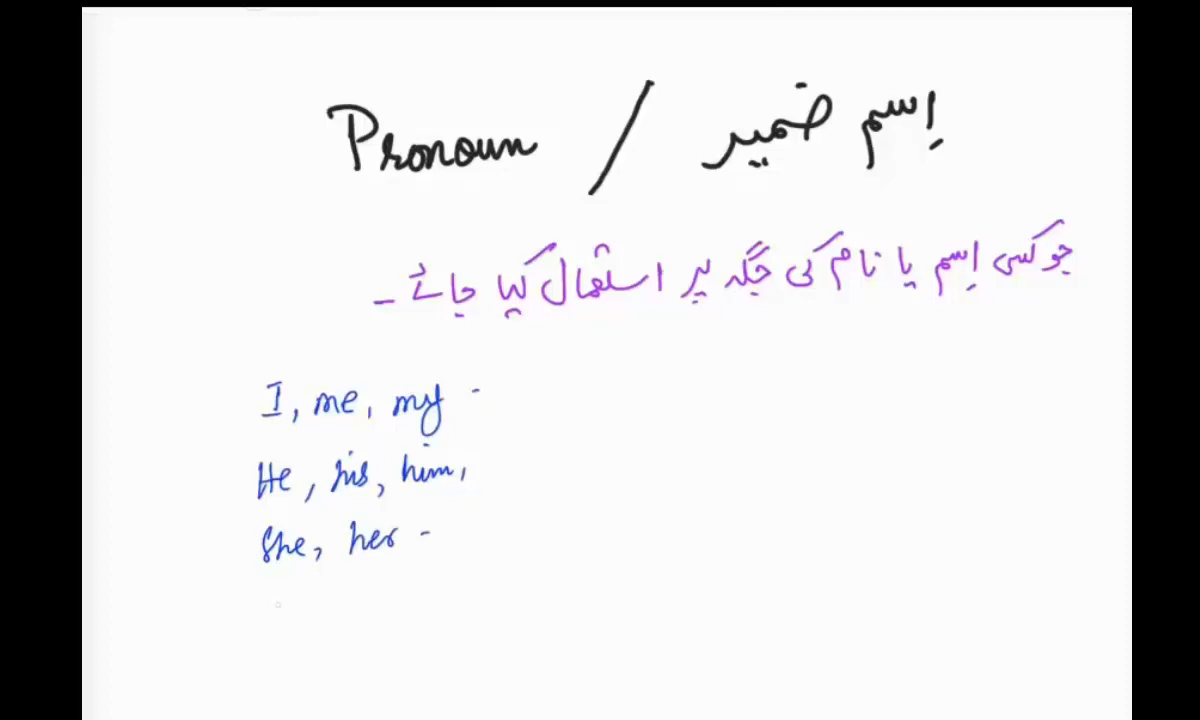 Pronoun / اِسم ضمیر
جو کسی اِسم یا نام کی جگہ پر استعمال کیا جائے ۔
I, me, my -
He, his, him,
She, her -